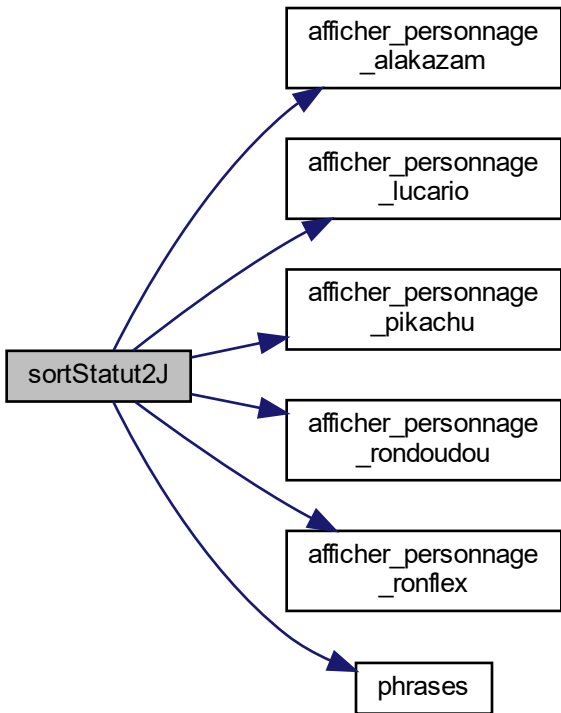 afficher_personnage
_alakazam
afficher_personnage
_lucario
afficher_personnage
_pikachu
sortStatut2J
afficher_personnage
_rondoudou
afficher_personnage
_ronflex
phrases